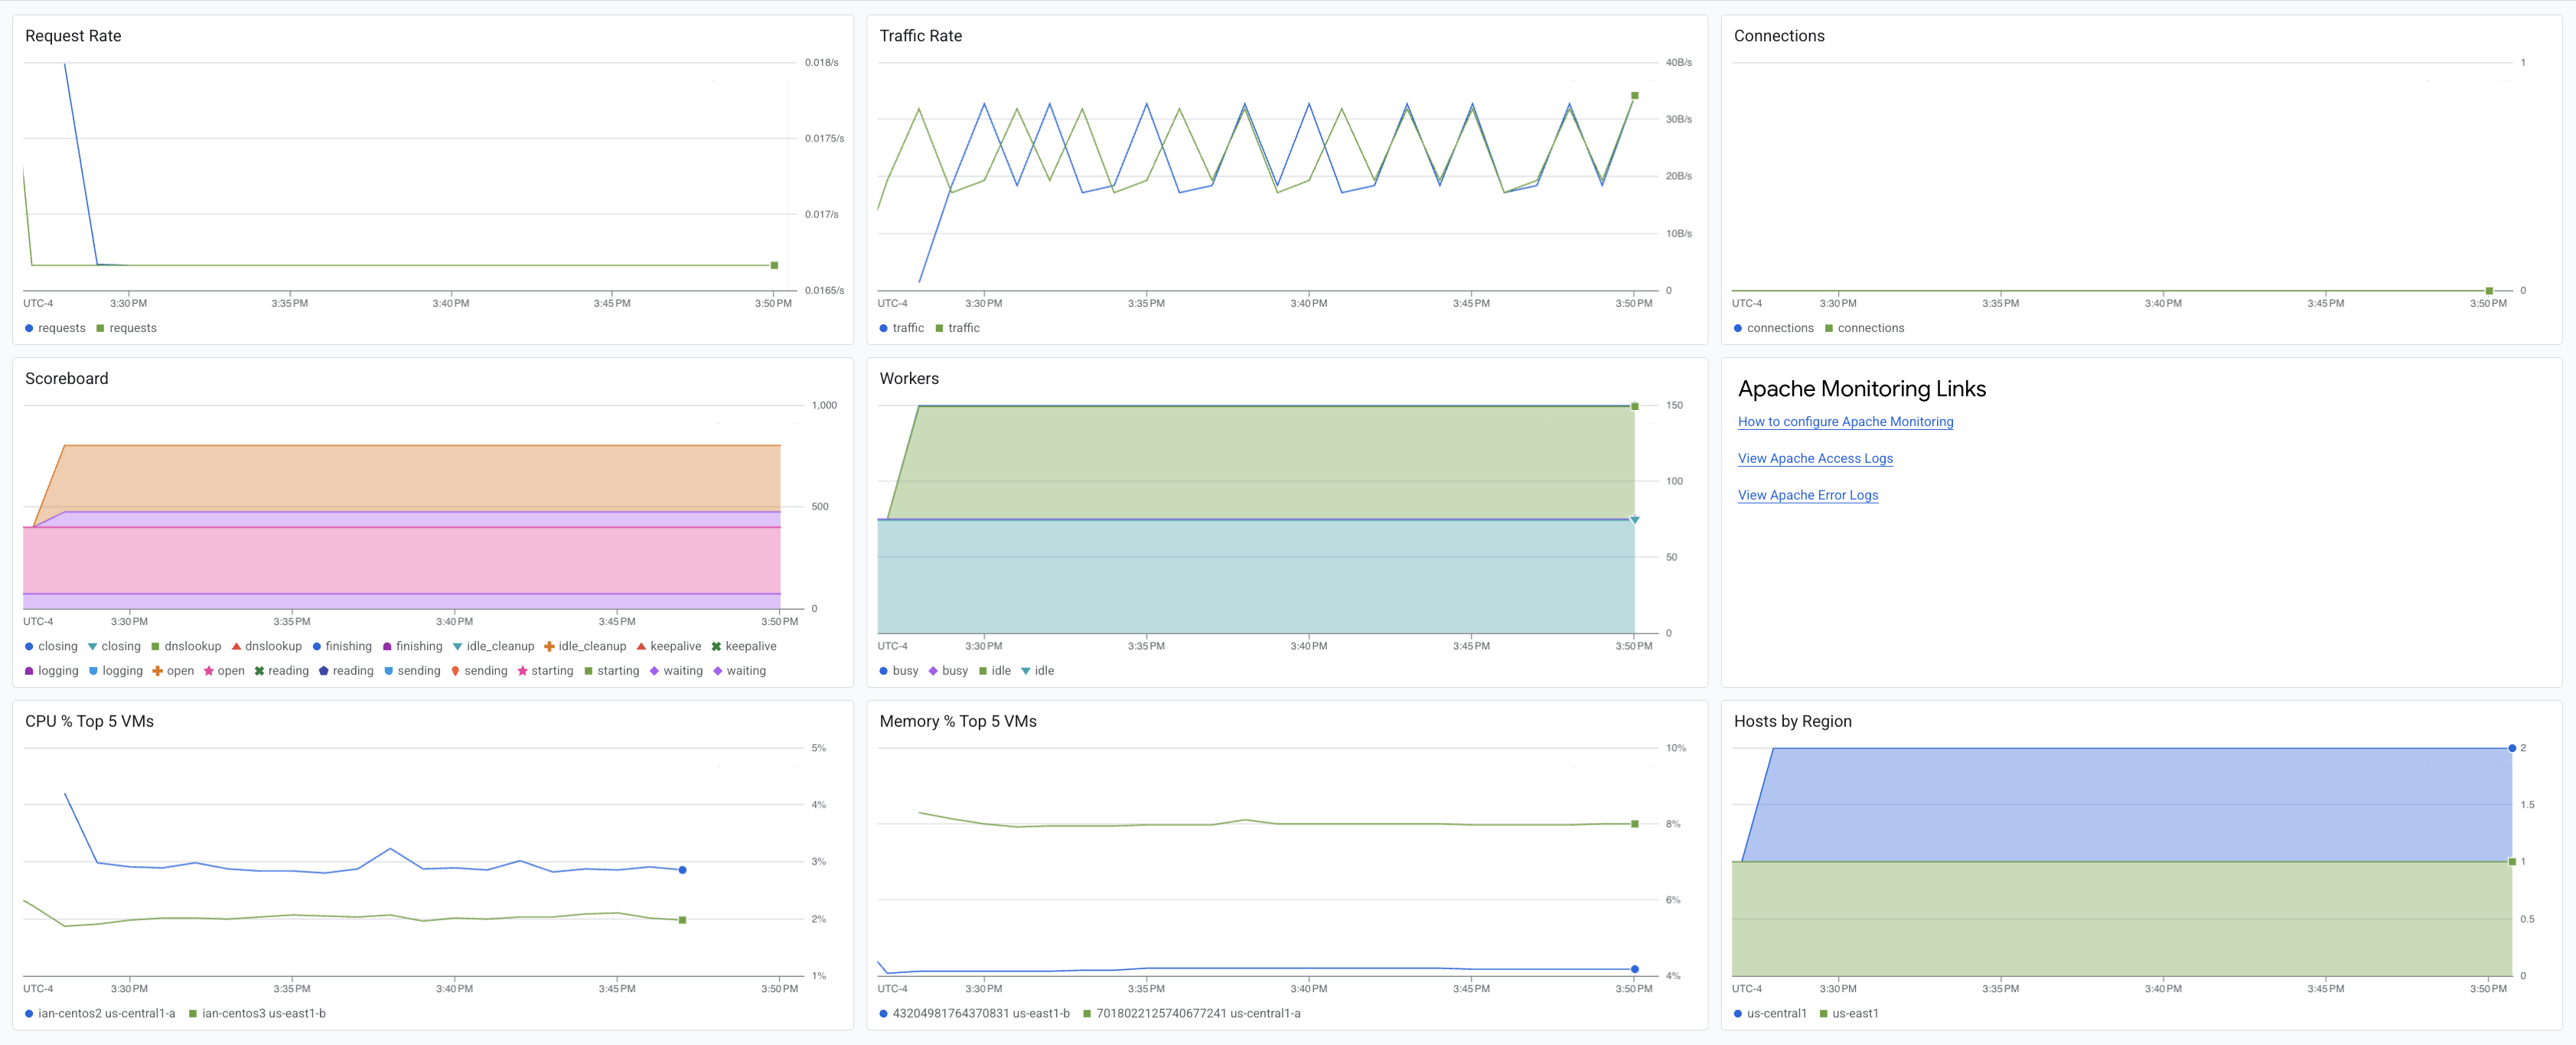 Request Rate
0.018/s
0.0175/s
0.017/s
0.0165/s
UTC-4 3:30 PM 3:35 PM 3:40 PM 3:45 PM 3:50 PM
requests requests
Traffic Rate
40B/s
30B/s
20B/s
10B/s
0
UTC-4 3:30 PM 3:35 PM 3:40 PM 3:45 PM 3:50 PM
traffic traffic
Connections
1
0
UTC-4 3:30 PM 3:35 PM 3:40 PM 3:45 PM 3:50 PM
connections connections
Scoreboard
1,000
500
0
UTC-4 3:30 PM 3:35 PM 3:40 PM 3:45 PM 3:50 PM
closing closing dnslookup dnslookup finishing finishing idle_cleanup idle_cleanup keepalive keepalive
logging logging open open reading reading sending sending starting starting waiting waiting
Workers
150
100
50
0
UTC-4 3:30 PM 3:35 PM 3:40 PM 3:45 PM 3:50 PM
busy busy idle idle
Apache Monitoring Links
How to configure Apache Monitoring
View Apache Access Logs
View Apache Error Logs
CPU % Top 5 VMs
5%
4%
3%
2%
1%
UTC-4 3:30 PM 3:35 PM 3:40 PM 3:45 PM 3:50 PM
ian-centos2 us-central1-a ian-centos3 us-east1-b
Memory % Top 5 VMs
10%
8%
6%
4%
UTC-4 3:30 PM 3:35 PM 3:40 PM 3:45 PM 3:50 PM
43204981764370831 us-east1-b 7018022125740677241 us-central1-a
Hosts by Region
2
1.5
1
0.5
0
UTC-4 3:30 PM 3:35 PM 3:40 PM 3:45 PM 3:50 PM
us-central1 us-east1